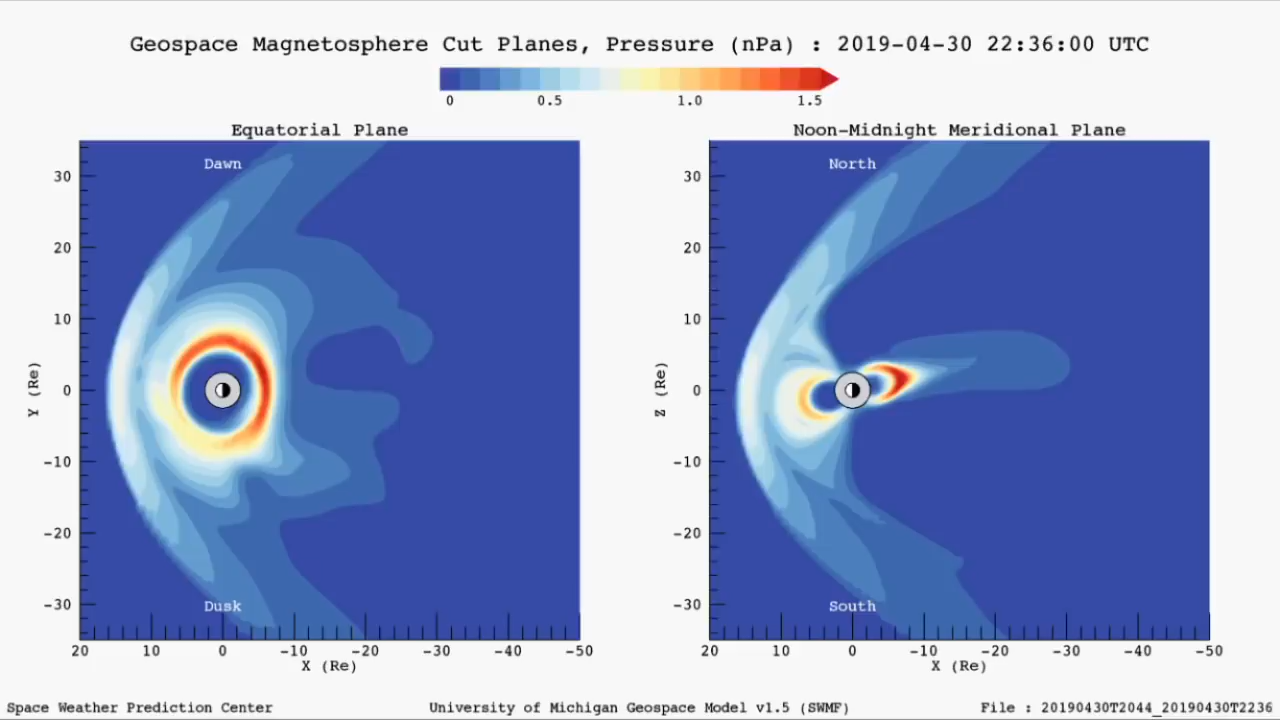 Geospace Magnetosphere Cut Planes, Pressure (nPa) : 2019-04-30 22:36:00 UTC
0 0.5 1.0 1.5
Equatorial Plane
Dawn
30
20
10
0
-10
-20
-30
Y (Re)
Dusk
20 10 0 -10 -20 -30 -40 -50
X (Re)
Noon-Midnight Meridional Plane
North
30
20
10
0
-10
-20
-30
Z (Re)
South
20 10 0 -10 -20 -30 -40 -50
X (Re)
Space Weather Prediction Center
University of Michigan Geospace Model v1.5 (SWMF)
File : 20190430T2044_20190430T2236